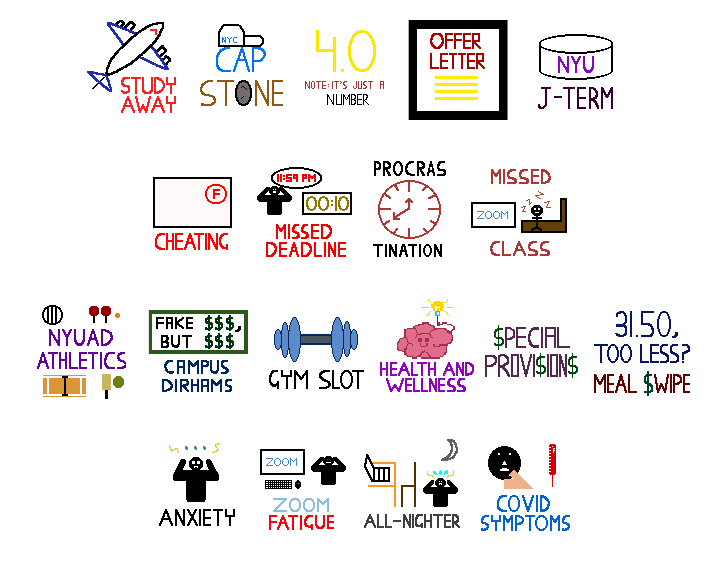 STUDY
AWAY
NYC
CAP
STONE
4.0
NOTE:IT'S JUST A
NUMBER
OFFER
LETTER
NYU
J-TERM
F
CHEATING
11:59 PM
00:10
MISSED
DEADLINE
PROCRAS
TINATION
MISSED
Z Z Z Z
ZOOM
CLASS
NYUAD
ATHLETICS
FAKE $$$,
BUT $$$
CAMPUS
DIRHAMS
GYM SLOT
HEALTH AND
WELLNESS
$PECIAL
PROVI$ION$
31.50,
TOO LESS?
MEAL $WIPE
ANXIETY
ZOOM
ZOOM
FATIGUE
ALL-NIGHTER
COVID
SYMPTOMS